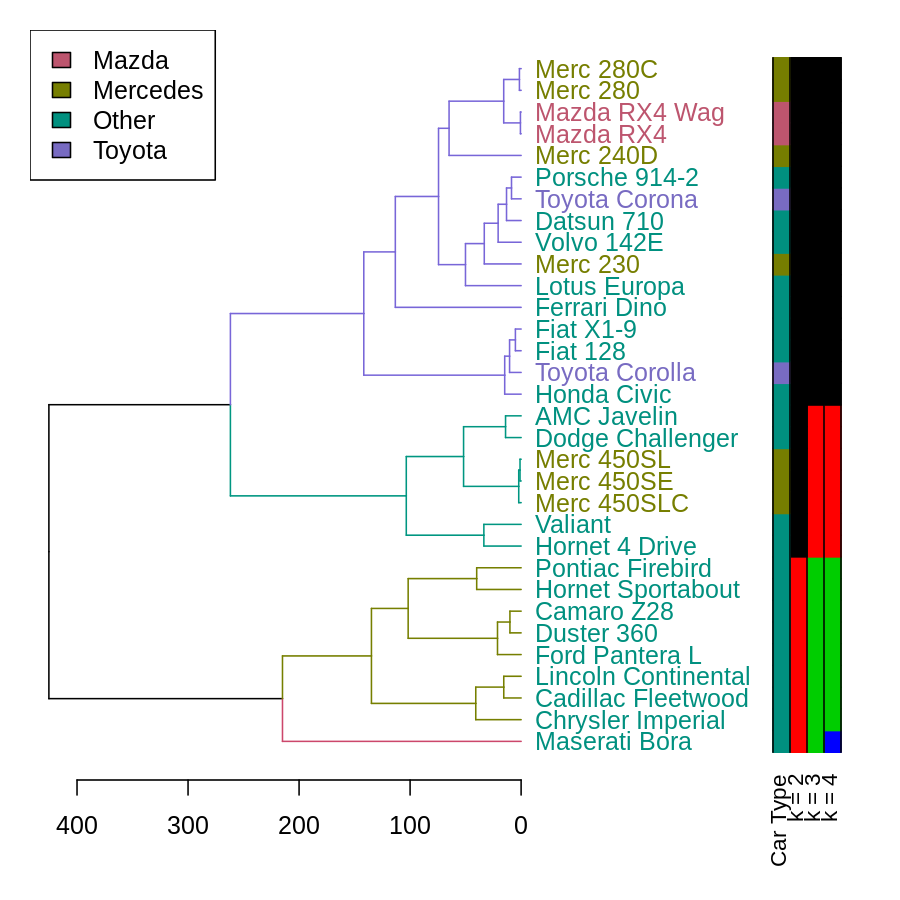 Mazda
Mercedes
Other
Toyota
Merc 280C
Merc 280
Mazda RX4 Wag
Mazda RX4
Merc 240D
Porsche 914-2
Toyota Corona
Datsun 710
Volvo 142E
Merc 230
Lotus Europa
Ferrari Dino
Fiat X1-9
Fiat 128
Toyota Corolla
Honda Civic
AMC Javelin
Dodge Challenger
Merc 450SL
Merc 450SE
Merc 450SLC
Valiant
Hornet 4 Drive
Pontiac Firebird
Hornet Sportabout
Camaro Z28
Duster 360
Ford Pantera L
Lincoln Continental
Cadillac Fleetwood
Chrysler Imperial
Maserati Bora
400 300 200 100 0
Car Type
k = 2
k = 3
k = 4